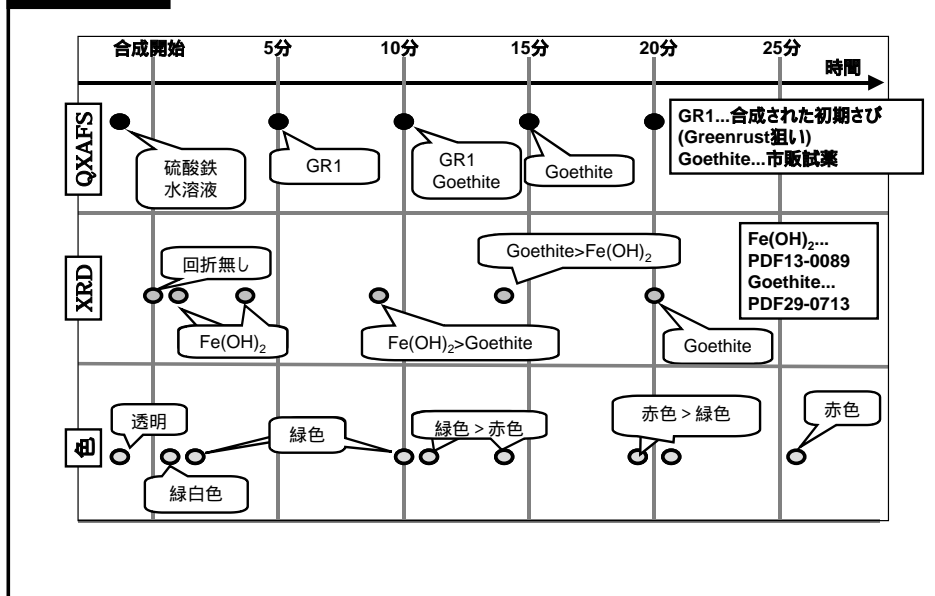 合成開始
5分
10分
15分
20分
25分
時間
QXAFS
硫酸鉄
水溶液
GR1
GR1
Goethite
Goethite
GR1...合成された初期さび
(Greenrust狙い)
Goethite...市販試薬
XRD
回折無し
Fe(OH)₂
Fe(OH)₂>Goethite
Goethite>Fe(OH)₂
Goethite
Fe(OH)₂...
PDF13-0089
Goethite...
PDF29-0713
色
透明
緑白色
緑色
緑色 > 赤色
赤色 > 緑色
赤色